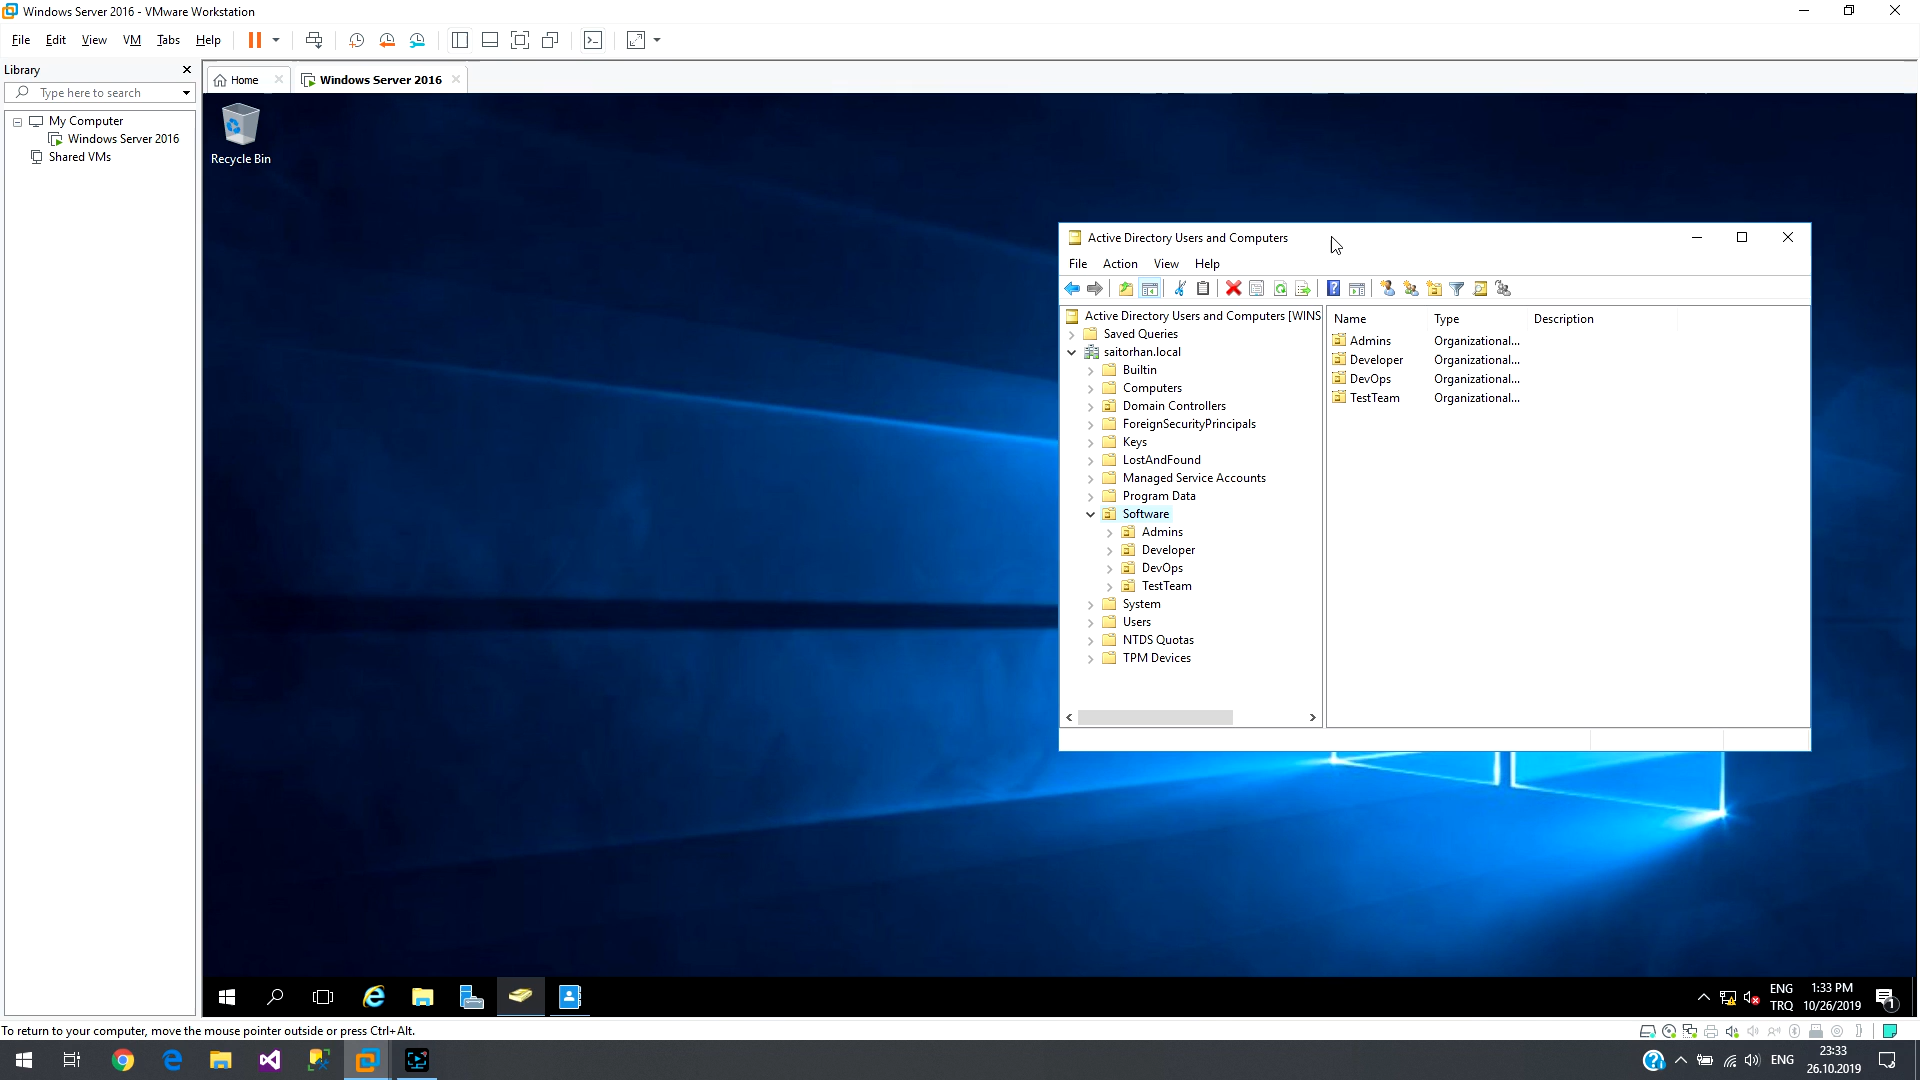 Windows Server 2016 - VMware Workstation
File Edit View VM Tabs Help
Library
Home
Windows Server 2016
Type here to search
My Computer
Windows Server 2016
Shared VMs
Recycle Bin
Active Directory Users and Computers
File Action View Help
Active Directory Users and Computers [WINS
Saved Queries
saitorhan.local
Builtin
Computers
Domain Controllers
ForeignSecurityPrincipals
Keys
LostAndFound
Managed Service Accounts
Program Data
Software
Admins
Developer
DevOps
TestTeam
System
Users
NTDS Quotas
TPM Devices
Name Type Description
Admins Organizational...
Developer Organizational...
DevOps Organizational...
TestTeam Organizational...
ENG 1:33 PM
TRQ 10/26/2019
1
To return to your computer, move the mouse pointer outside or press Ctrl+Alt.
ENG
23:33
26.10.2019